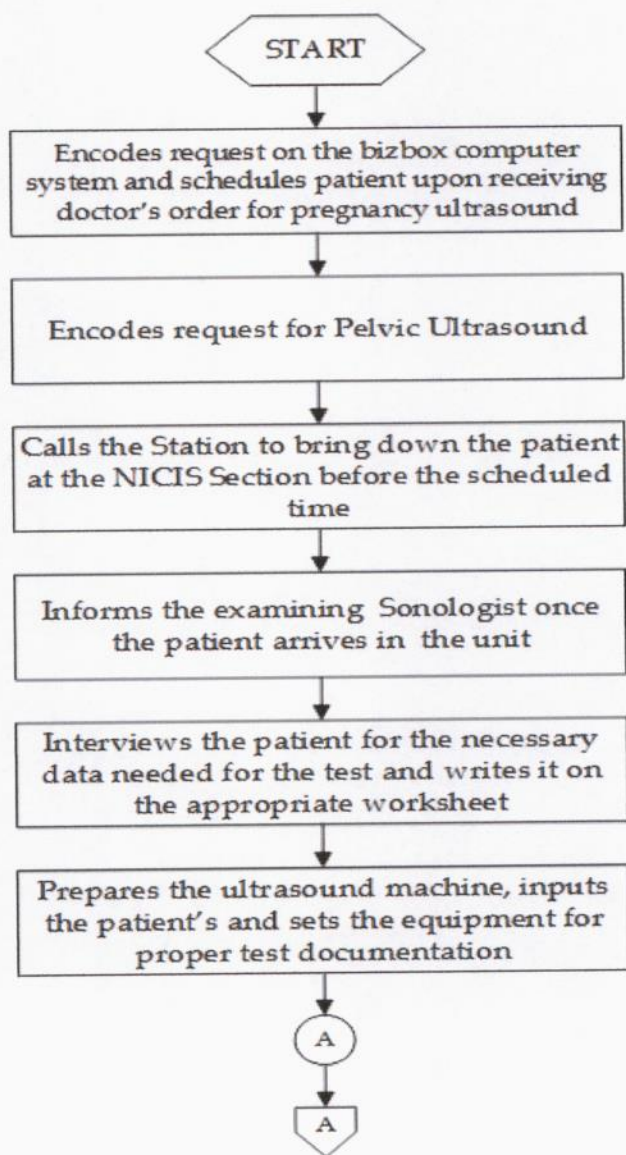 START
Encodes request on the bizbox computer
system and schedules patient upon receiving
doctor's order for pregnancy ultrasound
Encodes request for Pelvic Ultrasound
Calls the Station to bring down the patient
at the NICIS Section before the scheduled
time
Informs the examining Sonologist once
the patient arrives in the unit
Interviews the patient for the necessary
data needed for the test and writes it on
the appropriate worksheet
Prepares the ultrasound machine, inputs
the patient's and sets the equipment for
proper test documentation
A
A